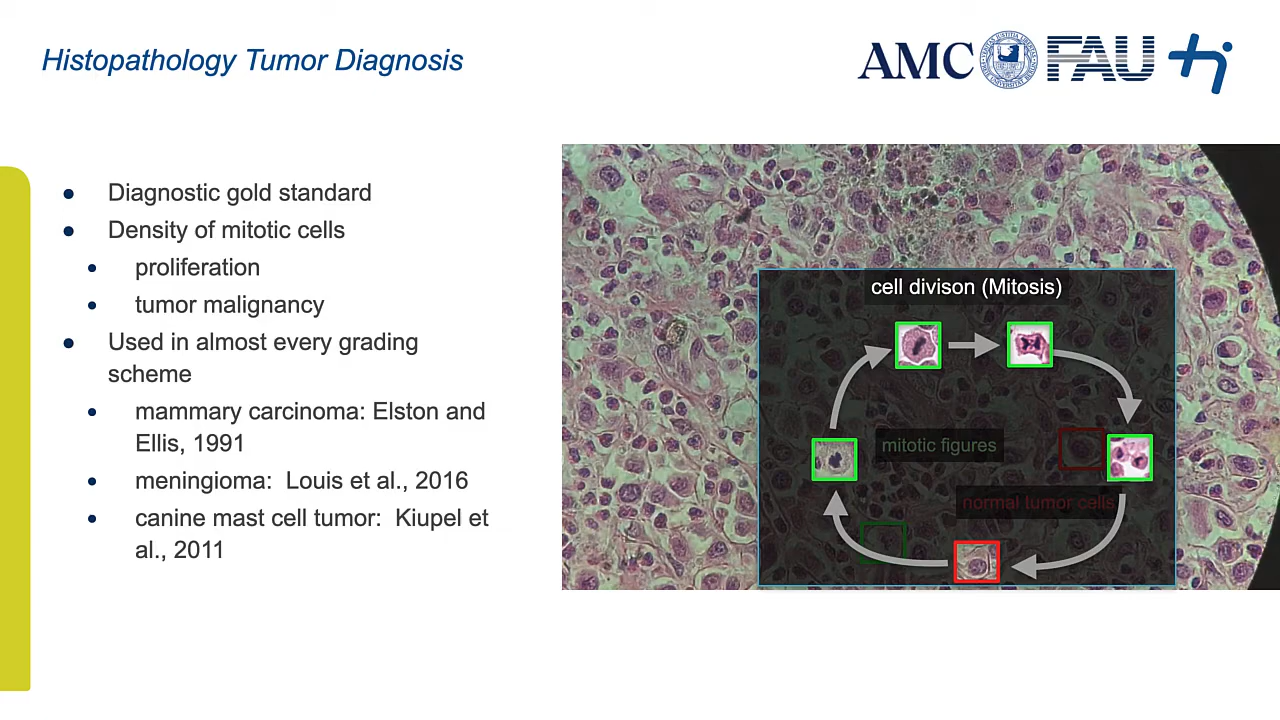 Histopathology Tumor Diagnosis
AMC
FAU
Diagnostic gold standard
Density of mitotic cells
proliferation
tumor malignancy
Used in almost every grading
scheme
mammary carcinoma: Elston and
Ellis, 1991
meningioma: Louis et al., 2016
canine mast cell tumor: Kiupel et
al., 2011
cell divison (Mitosis)
mitotic figures
normal tumor cells